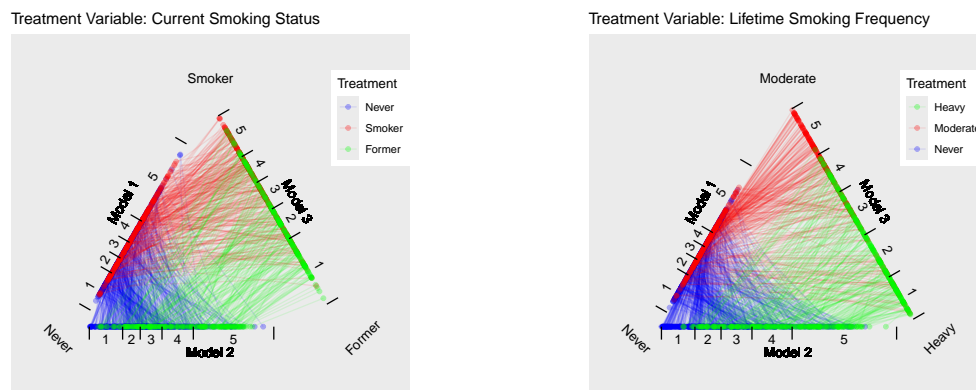 Treatment Variable: Current Smoking Status
Smoker
Treatment
Never
Smoker
Former
Model 1
1
2
3
4
5
Model 3
5
4
3
2
1
Never
1
2
3
4
5
Model 2
Former
Treatment Variable: Lifetime Smoking Frequency
Moderate
Treatment
Heavy
Moderate
Never
Model 1
1
2
3
4
5
Model 3
5
4
3
2
1
Never
1
2
3
4
5
Model 2
Heavy